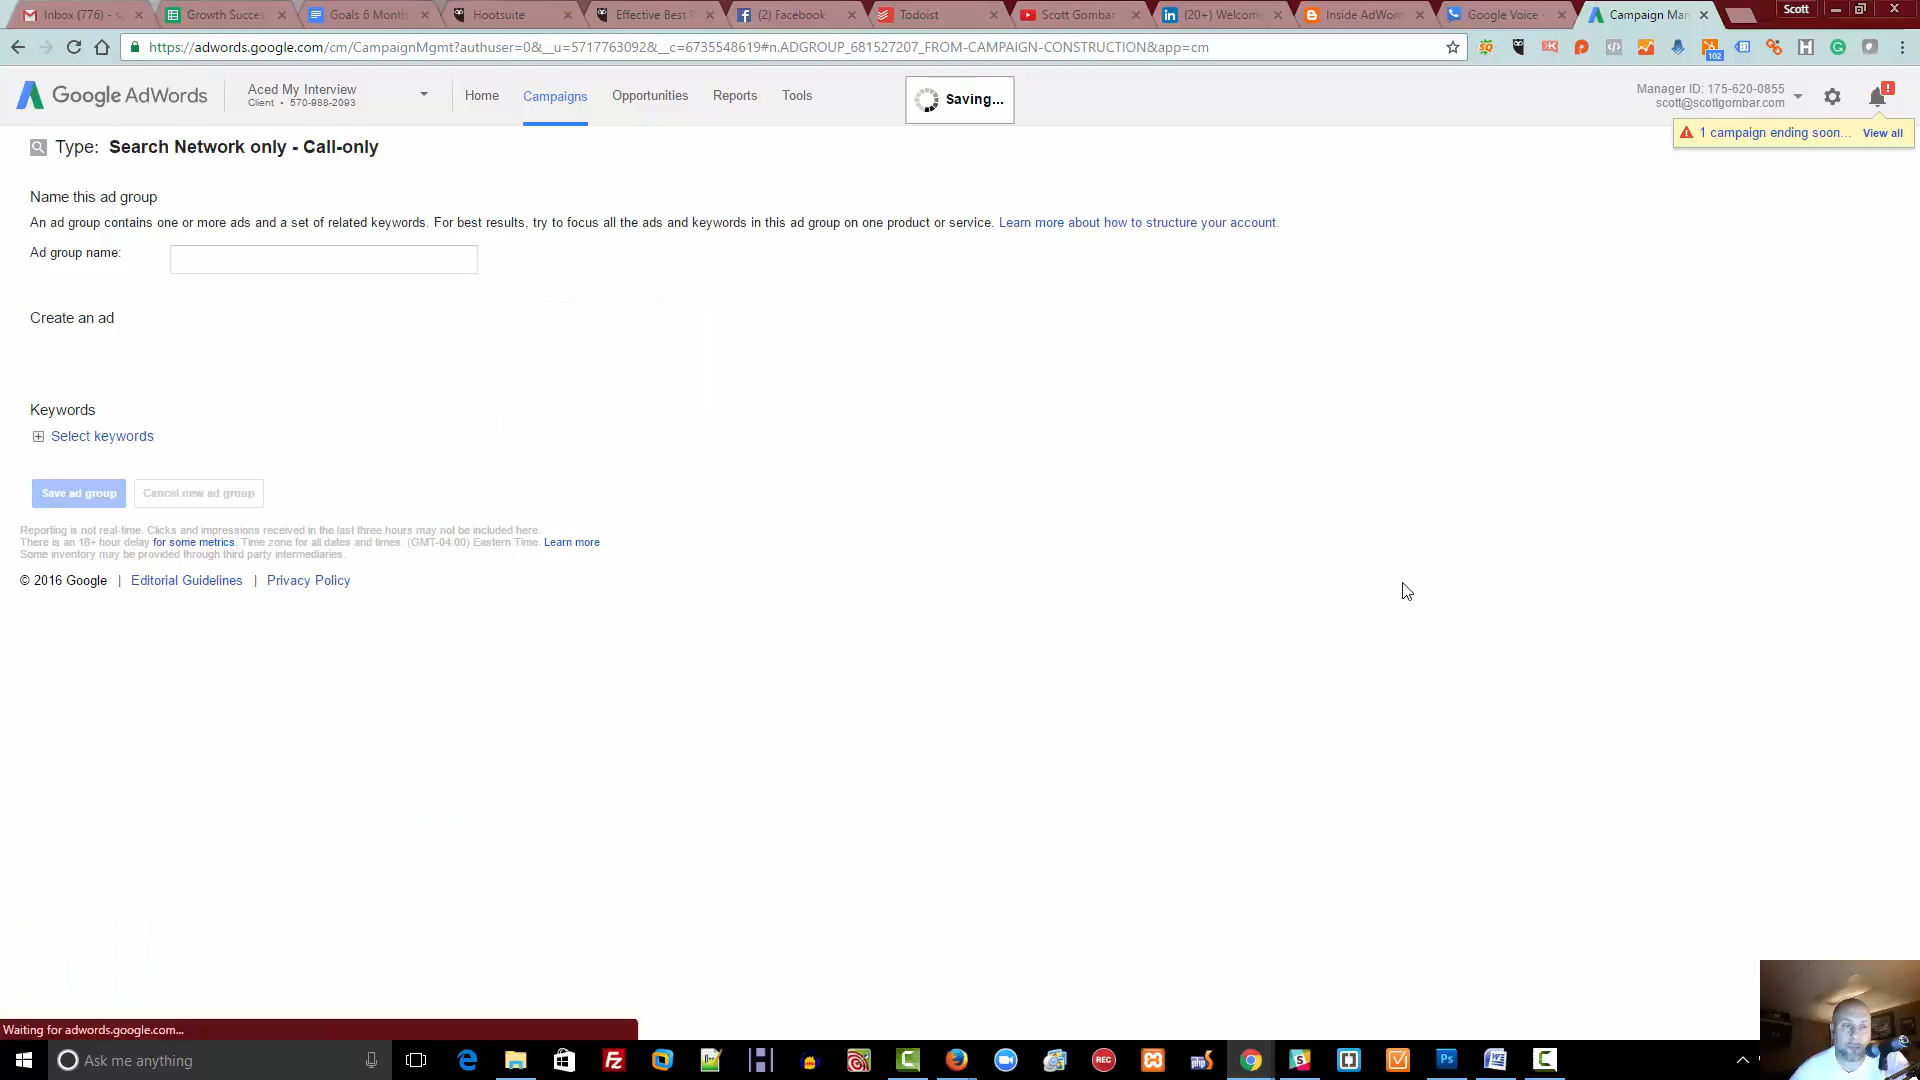 Inbox (776) - s
Growth Succes
Goals 6 Month
Hootsuite
Effective Best P
(2) Facebook
Todoist
Scott Gombar
(20+) Welcome
Inside AdWord
Google Voice -
Campaign Man
Scott
https://adwords.google.com/cm/CampaignMgmt?authuser=0&__u=5717763092&__c=6735548619#n.ADGROUP_681527207_FROM-CAMPAIGN-CONSTRUCTION&app=cm
102
Google AdWords
Aced My Interview
Client • 570-988-2093
Home
Campaigns
Opportunities
Reports
Tools
Saving...
Manager ID: 175-620-0855
scott@scottgombar.com
!
1 campaign ending soon... View all
Type: Search Network only - Call-only
Name this ad group
An ad group contains one or more ads and a set of related keywords. For best results, try to focus all the ads and keywords in this ad group on one product or service. Learn more about how to structure your account.
Ad group name:
Create an ad
Keywords
Select keywords
Save ad group
Cancel new ad group
Reporting is not real-time. Clicks and impressions received in the last three hours may not be included here.
There is an 18+ hour delay for some metrics. Time zone for all dates and times: (GMT-04:00) Eastern Time. Learn more
Some inventory may be provided through third party intermediaries.
© 2016 Google | Editorial Guidelines | Privacy Policy
Waiting for adwords.google.com...
Ask me anything
REC
php
Ps